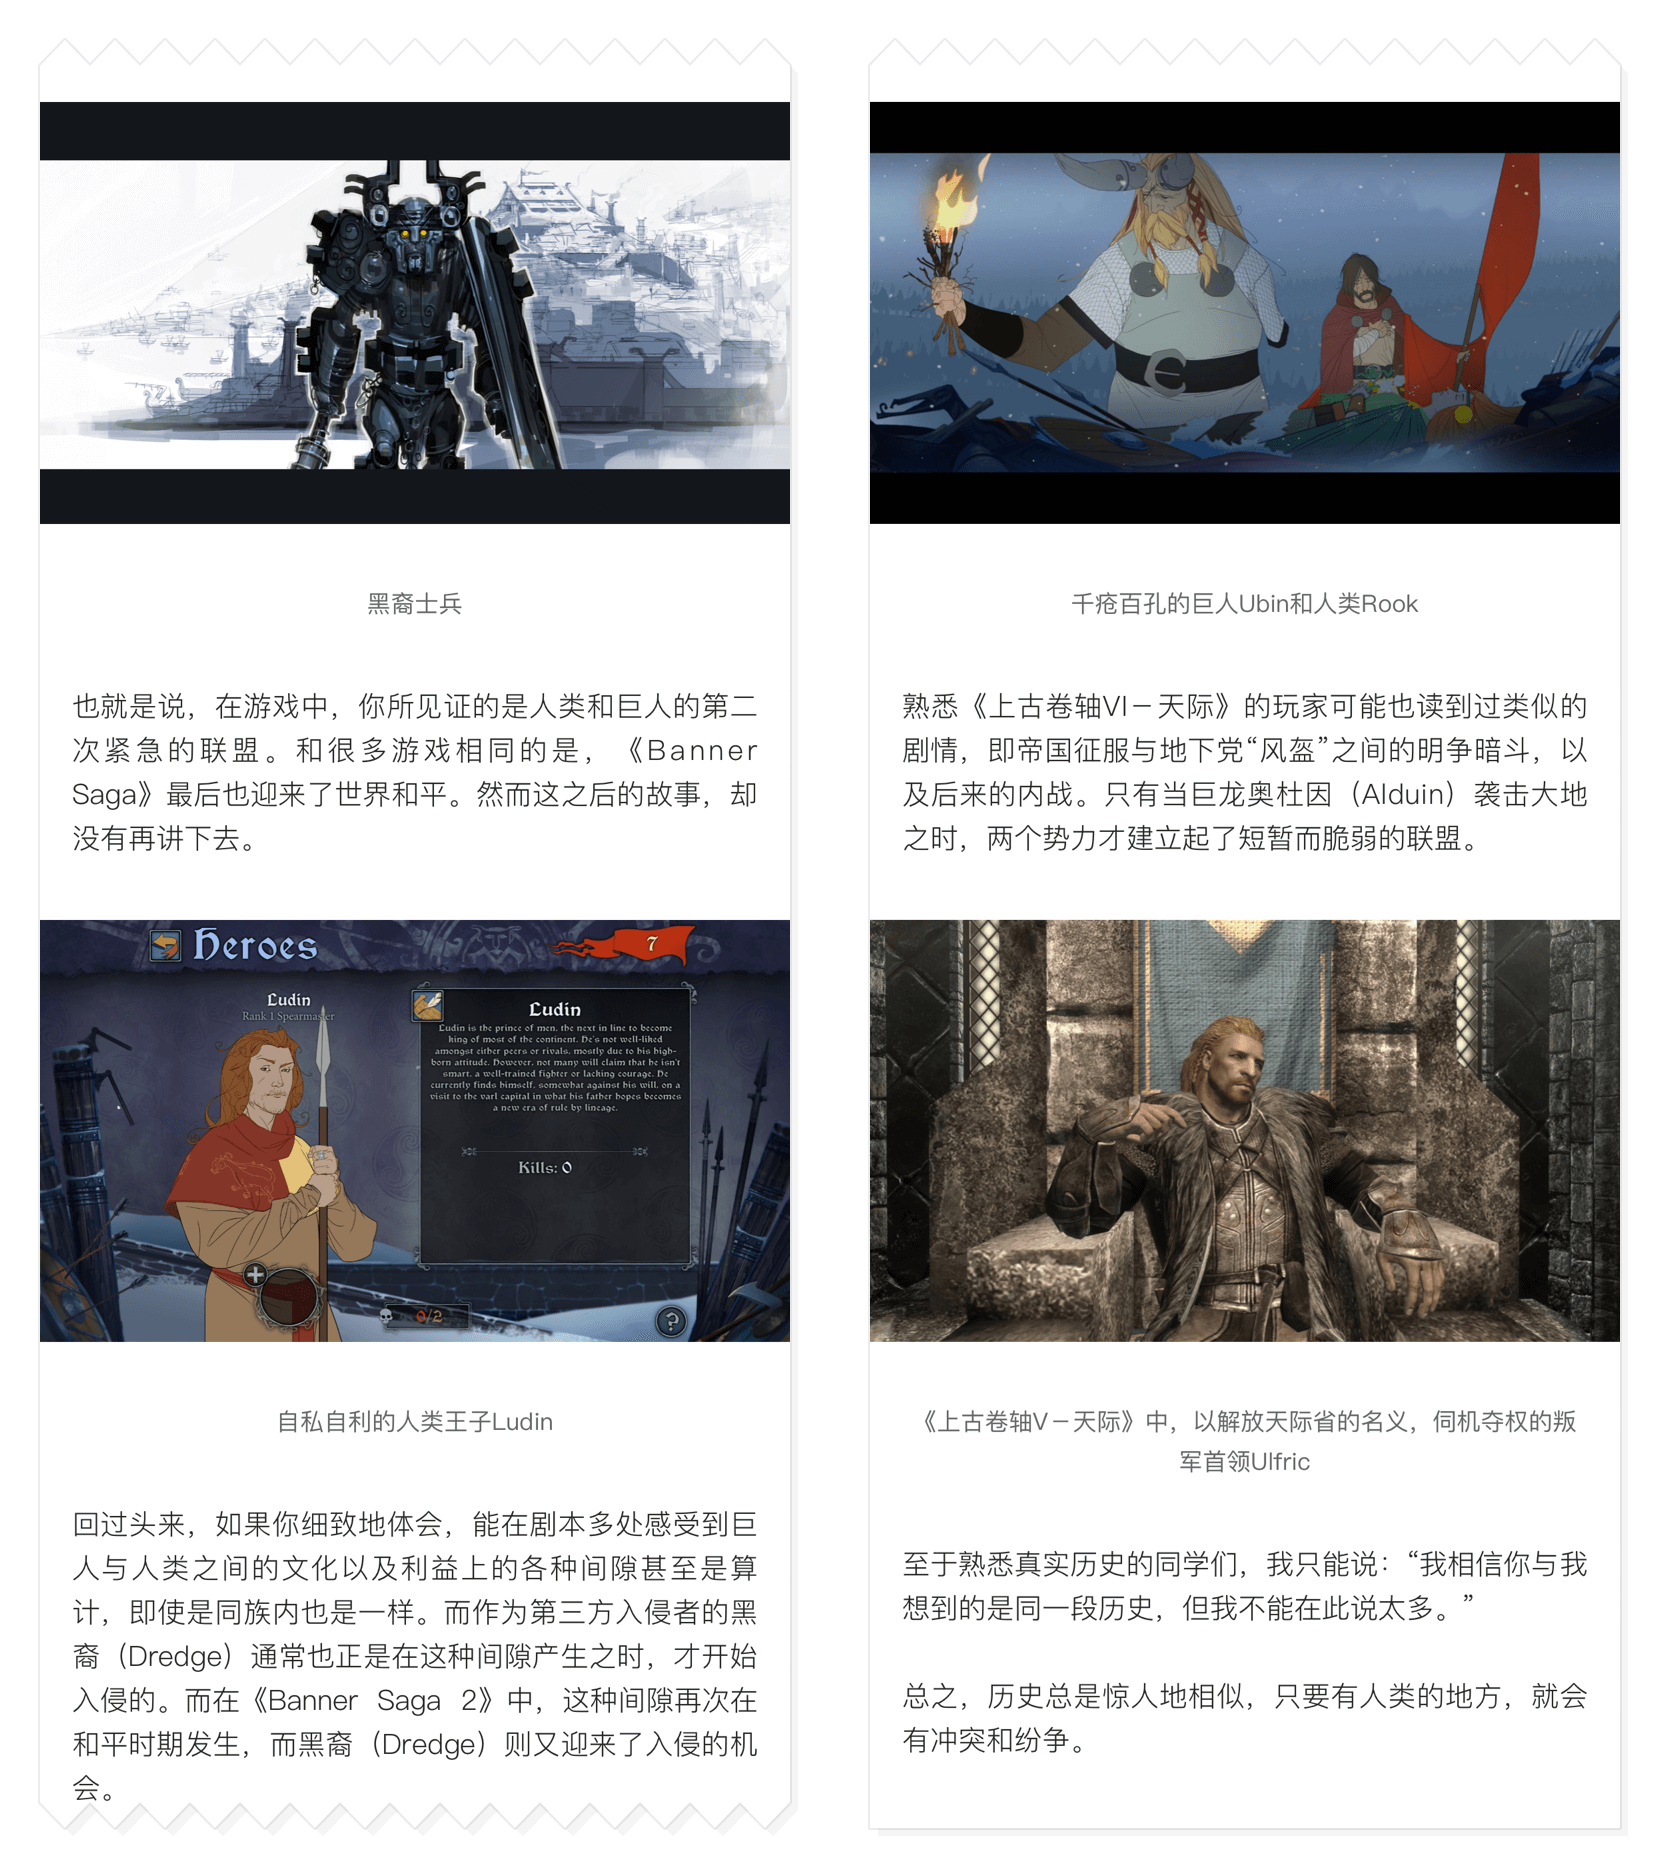 黑裔士兵
也就是说，在游戏中，你所见证的是人类和巨人的第二
次紧急的联盟。和很多游戏相同的是，《Banner
Saga》最后也迎来了世界和平。然而这之后的故事，却
没有再讲下去。
Heroes
7
Ludin
Rank 1 Spearmaster
Ludin
Ludin is the prince of men, the next in line to become
king of most of the continent. He's not well-liked
amongst either peers or rivals, mostly due to his high-
born attitude. However, not many will claim that he isn't
smart, a well-trained fighter or lacking courage. He
currently finds himself, somewhat against his will, on a
visit to the varl capital in what his father hopes becomes
a new era of rule by lineage.
Kills: 0
0/2
?
自私自利的人类王子Ludin
回过头来，如果你细致地体会，能在剧本多处感受到巨
人与人类之间的文化以及利益上的各种间隙甚至是算
计，即使是同族内也是一样。而作为第三方入侵者的黑
裔（Dredge）通常也正是在这种间隙产生之时，才开始
入侵的。而在《Banner Saga 2》中，这种间隙再次在
和平时期发生，而黑裔（Dredge）则又迎来了入侵的机
会。
千疮百孔的巨人Ubin和人类Rook
熟悉《上古卷轴VI－天际》的玩家可能也读到过类似的
剧情，即帝国征服与地下党“风盔”之间的明争暗斗，以
及后来的内战。只有当巨龙奥杜因（Alduin）袭击大地
之时，两个势力才建立起了短暂而脆弱的联盟。
《上古卷轴V－天际》中，以解放天际省的名义，伺机夺权的叛
军首领Ulfric
至于熟悉真实历史的同学们，我只能说：“我相信你与我
想到的是同一段历史，但我不能在此说太多。”
总之，历史总是惊人地相似，只要有人类的地方，就会
有冲突和纷争。